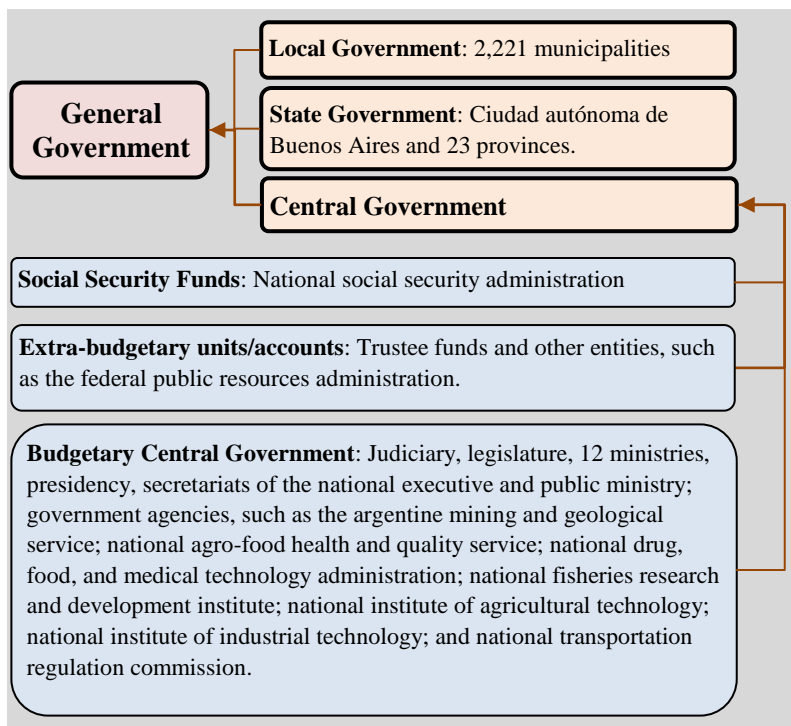 General
Government
Local Government: 2,221 municipalities
State Government: Ciudad autónoma de
Buenos Aires and 23 provinces.
Central Government
Social Security Funds: National social security administration
Extra-budgetary units/accounts: Trustee funds and other entities, such
as the federal public resources administration.
Budgetary Central Government: Judiciary, legislature, 12 ministries,
presidency, secretariats of the national executive and public ministry;
government agencies, such as the argentine mining and geological
service; national agro-food health and quality service; national drug,
food, and medical technology administration; national fisheries research
and development institute; national institute of agricultural technology;
national institute of industrial technology; and national transportation
regulation commission.